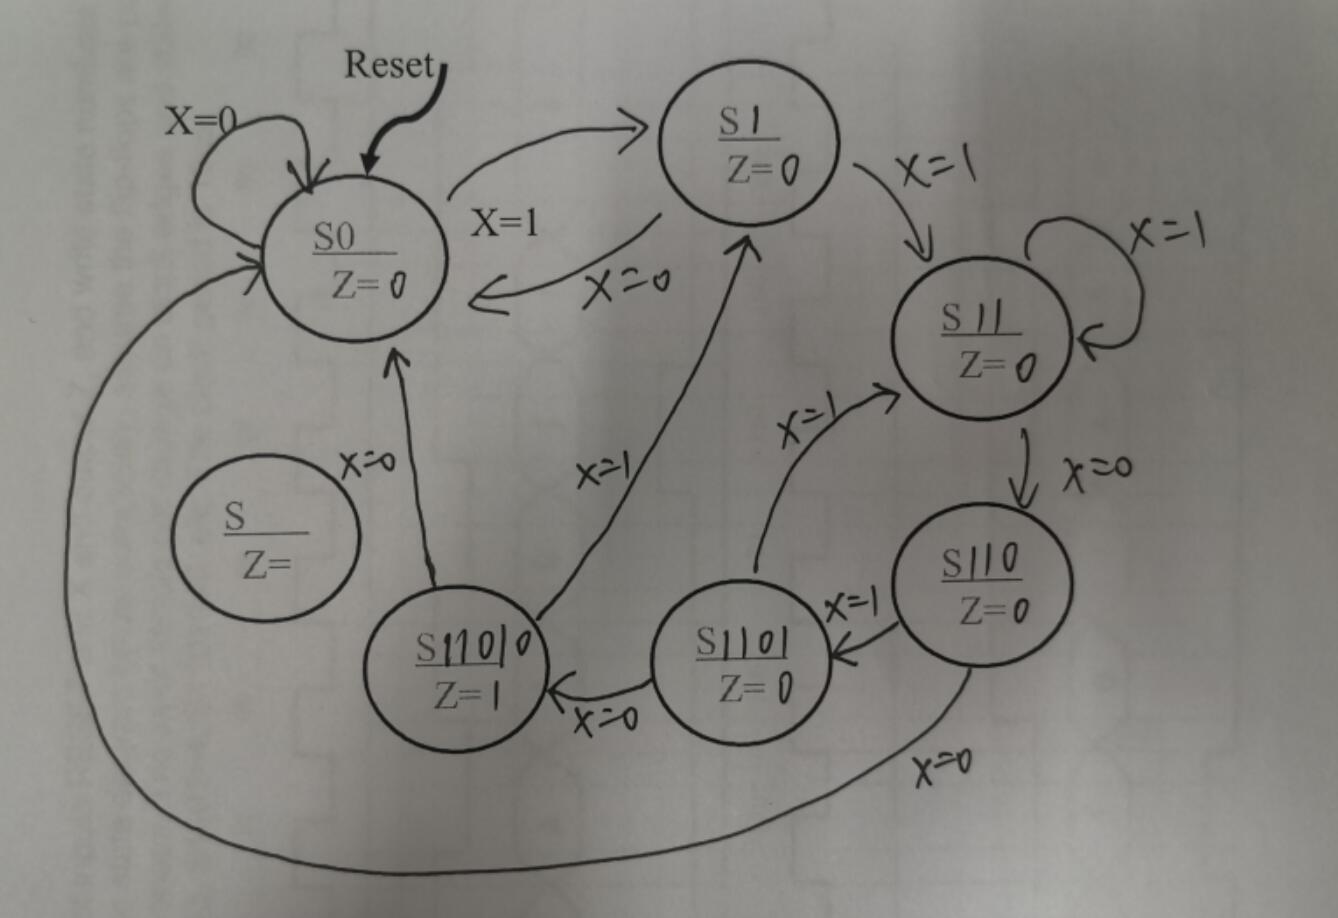 Reset
X=0
S1
Z=0
X=1
X=1
X=1
S0
Z=0
X=0
S11
Z=0
X=1
X=0
X=0
X=1
S
Z=
S110
Z=0
X=1
S11010
Z=1
S1101
Z=0
X=0
X=0